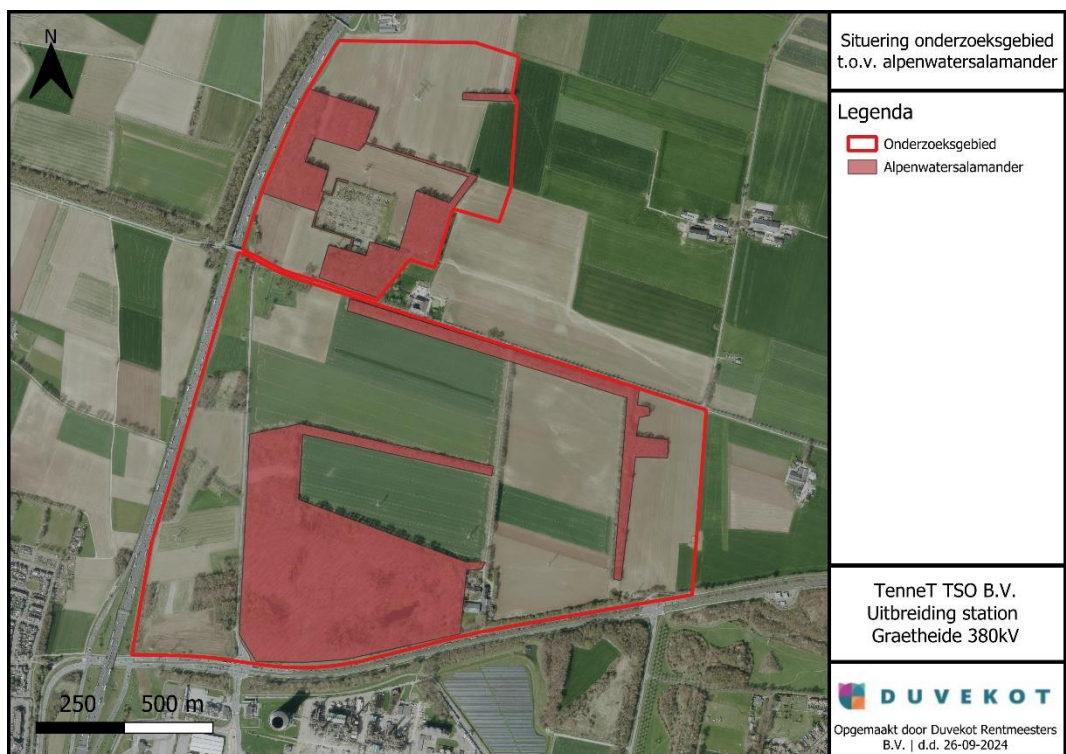 N
Situering onderzoeksgebied
t.o.v. alpenwatersalamander
Legenda
Onderzoeksgebied
Alpenwatersalamander
250 500 m
TenneT TSO B.V.
Uitbreiding station
Graetheide 380kV
DUVEKOT
Opgemaakt door Duvekot Rentmeesters
B.V. | d.d. 26-09-2024